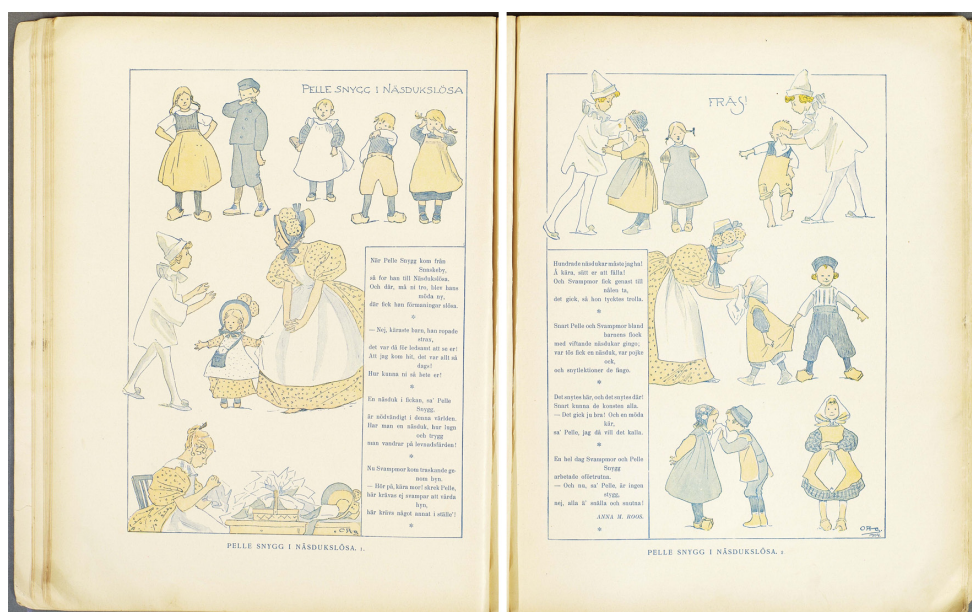 PELLE SNYGG I NÄSDUKSLÖSA
När Pelle Snygg kom från
Smokeby,
så for han till Näsdukslösa.
Och där, må ni tro, blev hans
möda ny,
där fick han förmaningar slösa.
*
— Nej, käraste barn, han ropade
strax,
det var då för bedrövligt att se er!
Att jag kom hit, det var allt så
dags!
Hur kunna ni så bete er!
*
En näsduk i fickan, sa' Pelle
Snygg,
är nödvändigt i denna världen.
Har man en näsduk, har lugn
och trygg
man vandrar på levnadsfärden!
*
Nu Svampmor kom traskande ge-
nom byn.
— Hör på, kära mor! skrek Pelle,
här krävas ej svampar att vårda
hyn,
här krävs något annat i stället!
*
PELLE SNYGG I NÄSDUKSLÖSA. 1.
FRÄS!
Hundrade näsdukar måste jag ha!
Å kära, sätt er att fålla!
Och Svampmor fick genast till
nålen ta,
det gick, så hon tycktes trolla.
*
Snart Pelle och Svampmor bland
barnens flock
med viftande näsdukar gingo;
var tös fick en näsduk, var pojke
ock,
och snytlektioner de fingo.
*
Det snytes här, och det snytes där!
Snart kunna de konsten alla.
— Det gick ju bra! Och en möda
kär,
sa' Pelle, jag då vill det kalla.
*
En hel dag Svampmor och Pelle
Snygg
arbetade oförtrutna.
— Och nu, sa' Pelle, är ingen
stygg,
nej, alla ä' snälla och snutna!
ANNA M. ROOS.
*
PELLE SNYGG I NÄSDUKSLÖSA. 2